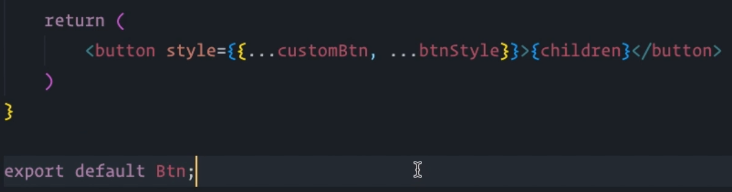 return (
<button style={{...customBtn, ...btnStyle}}>{children}</button>
)
}
export default Btn;